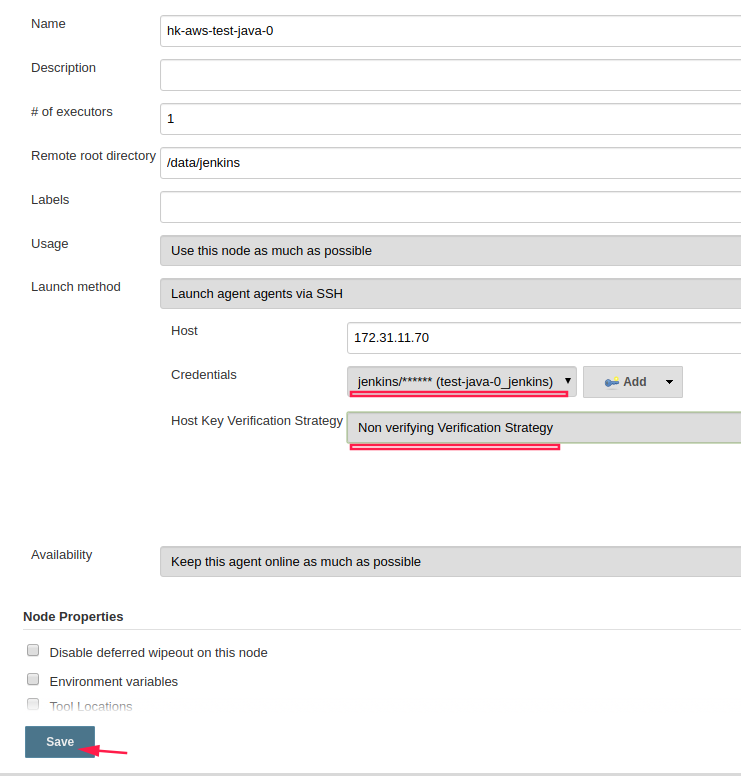 Name
hk-aws-test-java-0
Description
# of executors
1
Remote root directory
/data/jenkins
Labels
Usage
Use this node as much as possible
Launch method
Launch agent agents via SSH
Host
172.31.11.70
Credentials
jenkins/****** (test-java-0_jenkins)
Add
Host Key Verification Strategy
Non verifying Verification Strategy
Availability
Keep this agent online as much as possible
Node Properties
Disable deferred wipeout on this node
Environment variables
Tool Locations
Save